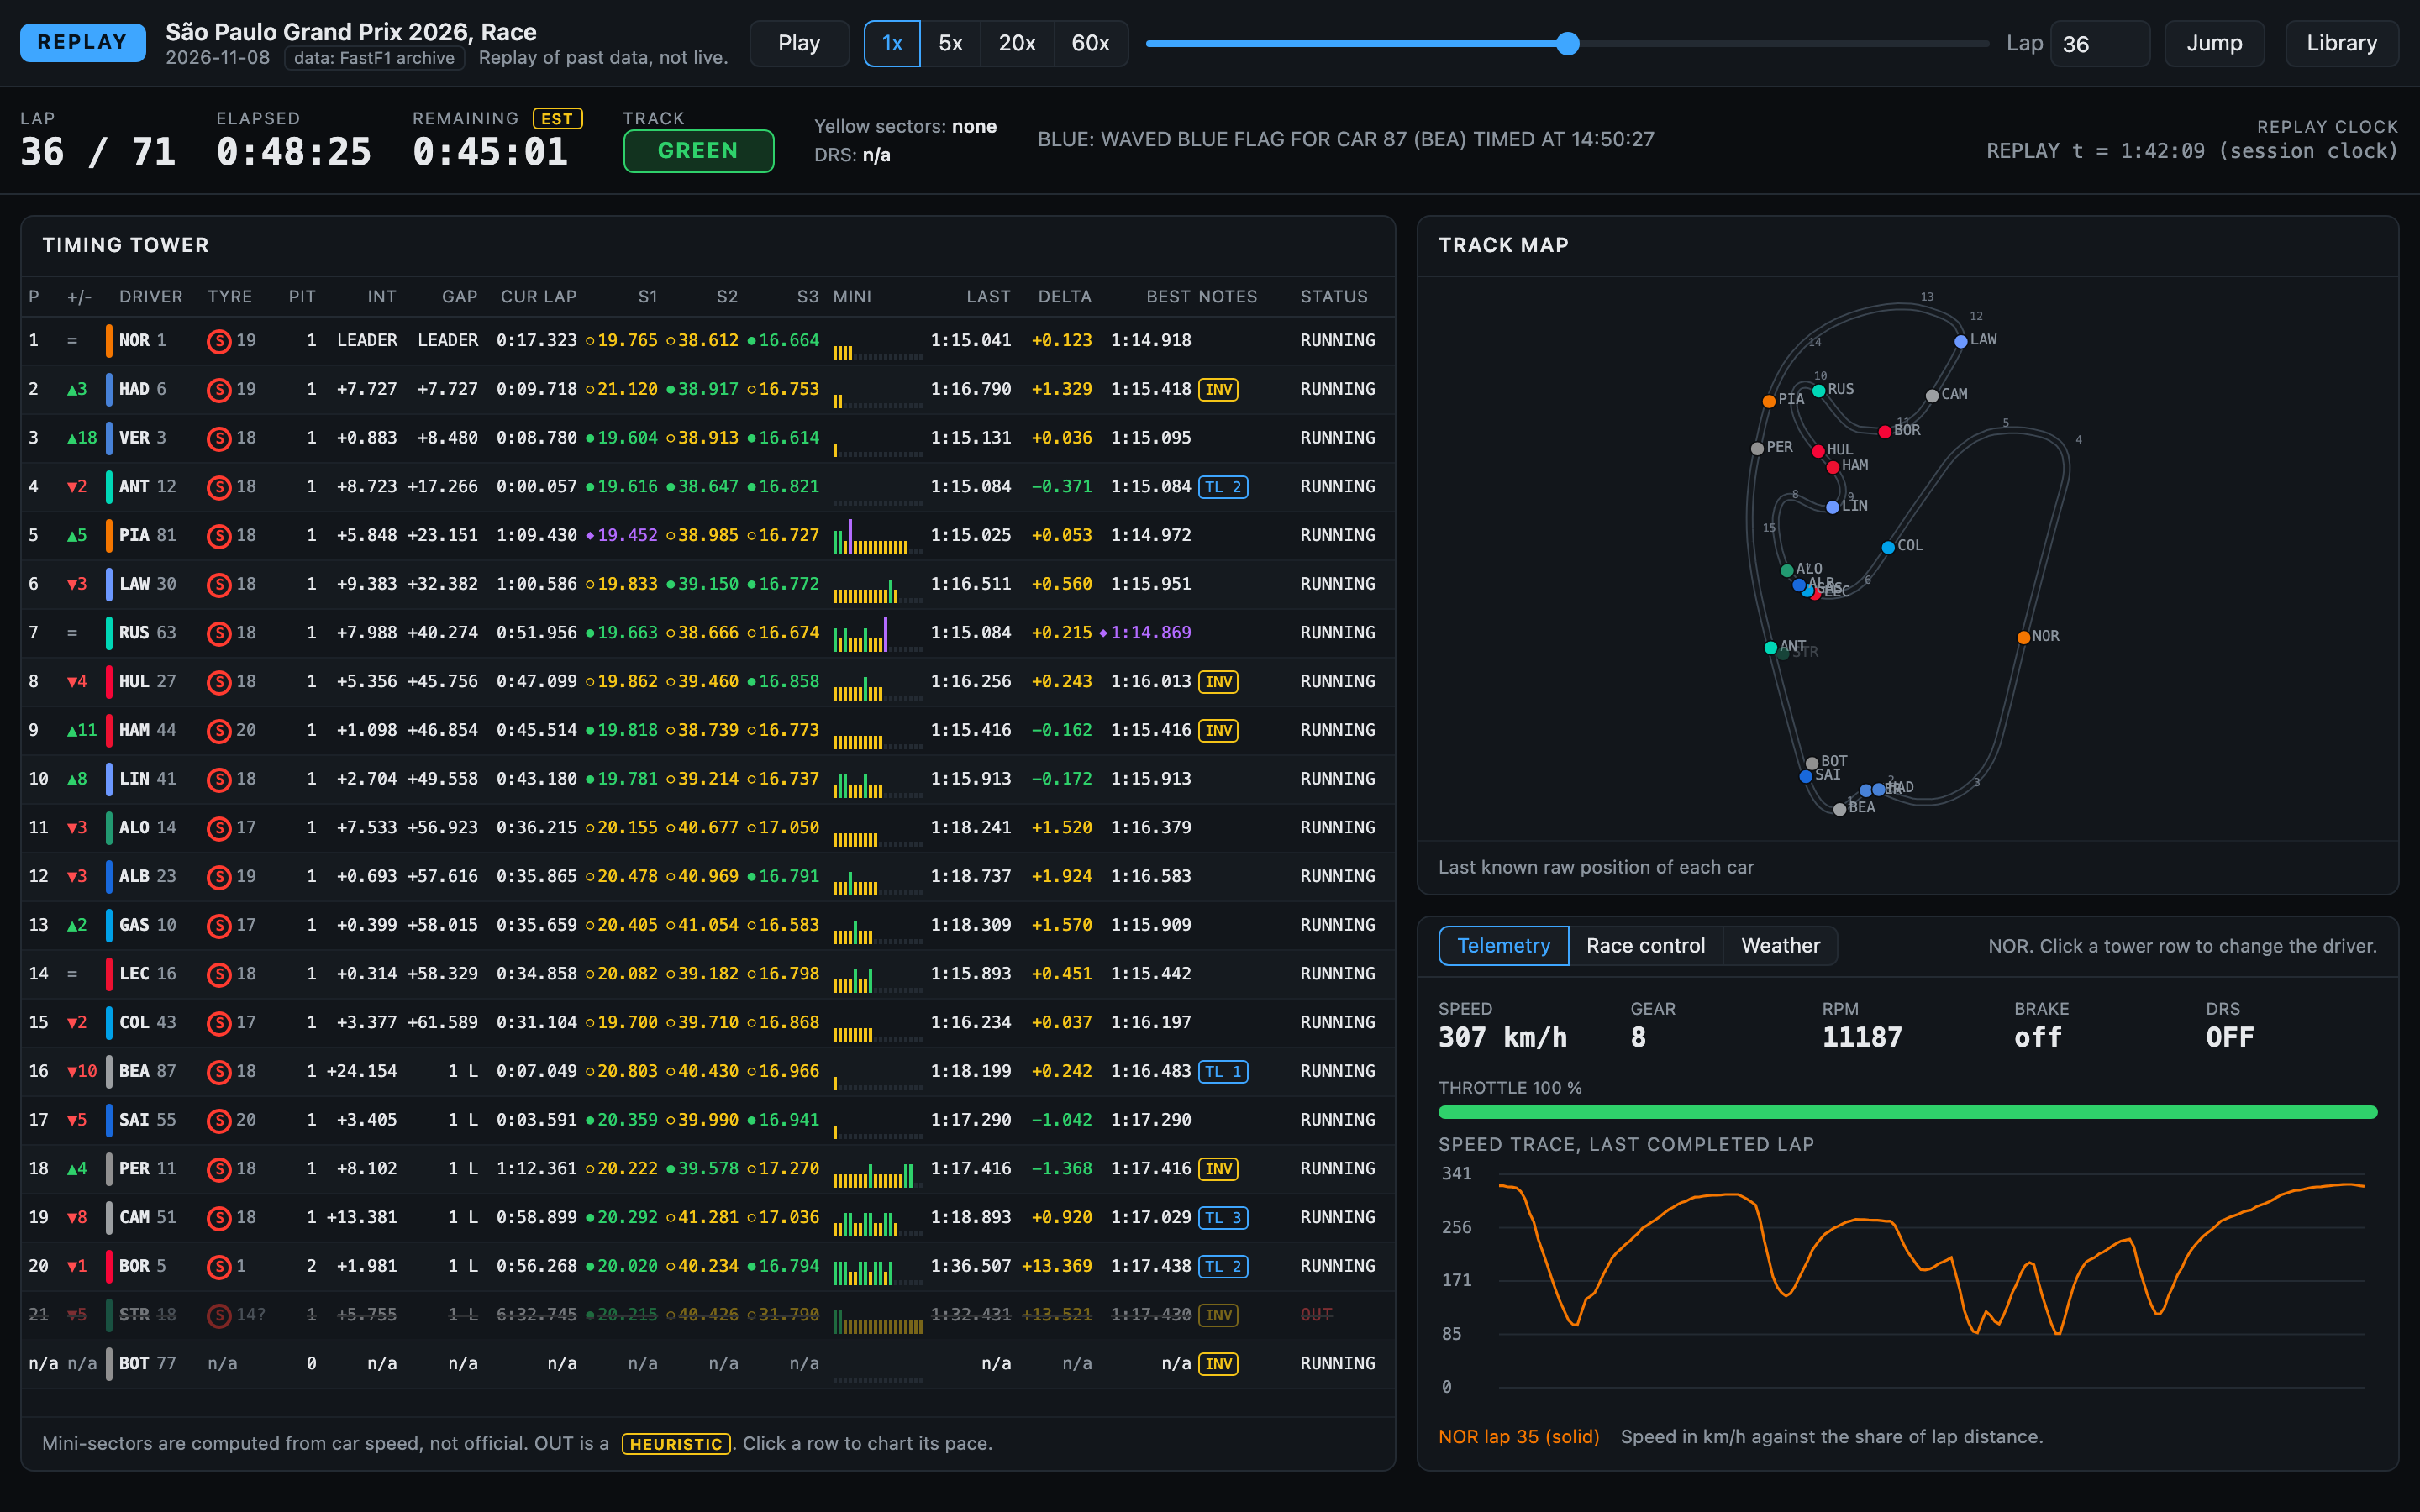 REPLAY
São Paulo Grand Prix 2026, Race
2026-11-08 data: FastF1 archive Replay of past data, not live.
Play 1x 5x 20x 60x Lap 36 Jump Library
LAP ELAPSED REMAINING EST TRACK
36 / 71 0:48:25 0:45:01 GREEN
Yellow sectors: none
DRS: n/a
BLUE: WAVED BLUE FLAG FOR CAR 87 (BEA) TIMED AT 14:50:27
REPLAY CLOCK
REPLAY t = 1:42:09 (session clock)
TIMING TOWER
P +/- DRIVER TYRE PIT INT GAP CUR LAP S1 S2 S3 MINI LAST DELTA BEST NOTES STATUS
1 = NOR 1 S 19 1 LEADER LEADER 0:17.323 19.765 38.612 16.664 1:15.041 +0.123 1:14.918 RUNNING
2 ▲3 HAD 6 S 19 1 +7.727 +7.727 0:09.718 21.120 38.917 16.753 1:16.790 +1.329 1:15.418 INV RUNNING
3 ▲18 VER 3 S 18 1 +0.883 +8.480 0:08.780 19.604 38.913 16.614 1:15.131 +0.036 1:15.095 RUNNING
4 ▼2 ANT 12 S 18 1 +8.723 +17.266 0:00.057 19.616 38.647 16.821 1:15.084 −0.371 1:15.084 TL 2 RUNNING
5 ▲5 PIA 81 S 18 1 +5.848 +23.151 1:09.430 19.452 38.985 16.727 1:15.025 +0.053 1:14.972 RUNNING
6 ▼3 LAW 30 S 18 1 +9.383 +32.382 1:00.586 19.833 39.150 16.772 1:16.511 +0.560 1:15.951 RUNNING
7 = RUS 63 S 18 1 +7.988 +40.274 0:51.956 19.663 38.666 16.674 1:15.084 +0.215 1:14.869 RUNNING
8 ▼4 HUL 27 S 18 1 +5.356 +45.756 0:47.099 19.862 39.460 16.858 1:16.256 +0.243 1:16.013 INV RUNNING
9 ▲11 HAM 44 S 20 1 +1.098 +46.854 0:45.514 19.818 38.739 16.773 1:15.416 −0.162 1:15.416 INV RUNNING
10 ▲8 LIN 41 S 18 1 +2.704 +49.558 0:43.180 19.781 39.214 16.737 1:15.913 −0.172 1:15.913 RUNNING
11 ▼3 ALO 14 S 17 1 +7.533 +56.923 0:36.215 20.155 40.677 17.050 1:18.241 +1.520 1:16.379 RUNNING
12 ▼3 ALB 23 S 19 1 +0.693 +57.616 0:35.865 20.478 40.969 16.791 1:18.737 +1.924 1:16.583 RUNNING
13 ▲2 GAS 10 S 17 1 +0.399 +58.015 0:35.659 20.405 41.054 16.583 1:18.309 +1.570 1:15.909 RUNNING
14 = LEC 16 S 18 1 +0.314 +58.329 0:34.858 20.082 39.182 16.798 1:15.893 +0.451 1:15.442 RUNNING
15 ▼2 COL 43 S 17 1 +3.377 +61.589 0:31.104 19.700 39.710 16.868 1:16.234 +0.037 1:16.197 RUNNING
16 ▼10 BEA 87 S 18 1 +24.154 1 L 0:07.049 20.803 40.430 16.966 1:18.199 +0.242 1:16.483 TL 1 RUNNING
17 ▼5 SAI 55 S 20 1 +3.405 1 L 0:03.591 20.359 39.990 16.941 1:17.290 −1.042 1:17.290 RUNNING
18 ▲4 PER 11 S 18 1 +8.102 1 L 1:12.361 20.222 39.578 17.270 1:17.416 −1.368 1:17.416 INV RUNNING
19 ▼8 CAM 51 S 18 1 +13.381 1 L 0:58.899 20.292 41.281 17.036 1:18.893 +0.920 1:17.029 TL 3 RUNNING
20 ▼1 BOR 5 S 1 2 +1.981 1 L 0:56.268 20.020 40.234 16.794 1:36.507 +13.369 1:17.438 TL 2 RUNNING
21 ▼5 STR 18 S 14? 1 +5.755 1 L 6:32.745 20.215 40.426 31.790 1:32.431 +13.521 1:17.430 INV OUT
n/a n/a BOT 77 n/a 0 n/a n/a n/a n/a n/a n/a n/a n/a n/a INV RUNNING
Mini-sectors are computed from car speed, not official. OUT is a HEURISTIC. Click a row to chart its pace.
TRACK MAP
13
12
LAW
14
10
RUS
PIA
CAM
11
BOR
5
4
PER
HUL
HAM
8
9
LIN
15
COL
ALO
ALB
GAS
LEC
6
NOR
ANT
STR
BOT
SAI
2
HAD
3
1
BEA
Last known raw position of each car
Telemetry Race control Weather NOR. Click a tower row to change the driver.
SPEED GEAR RPM BRAKE DRS
307 km/h 8 11187 off OFF
THROTTLE 100 %
SPEED TRACE, LAST COMPLETED LAP
341
256
171
85
0
NOR lap 35 (solid) Speed in km/h against the share of lap distance.